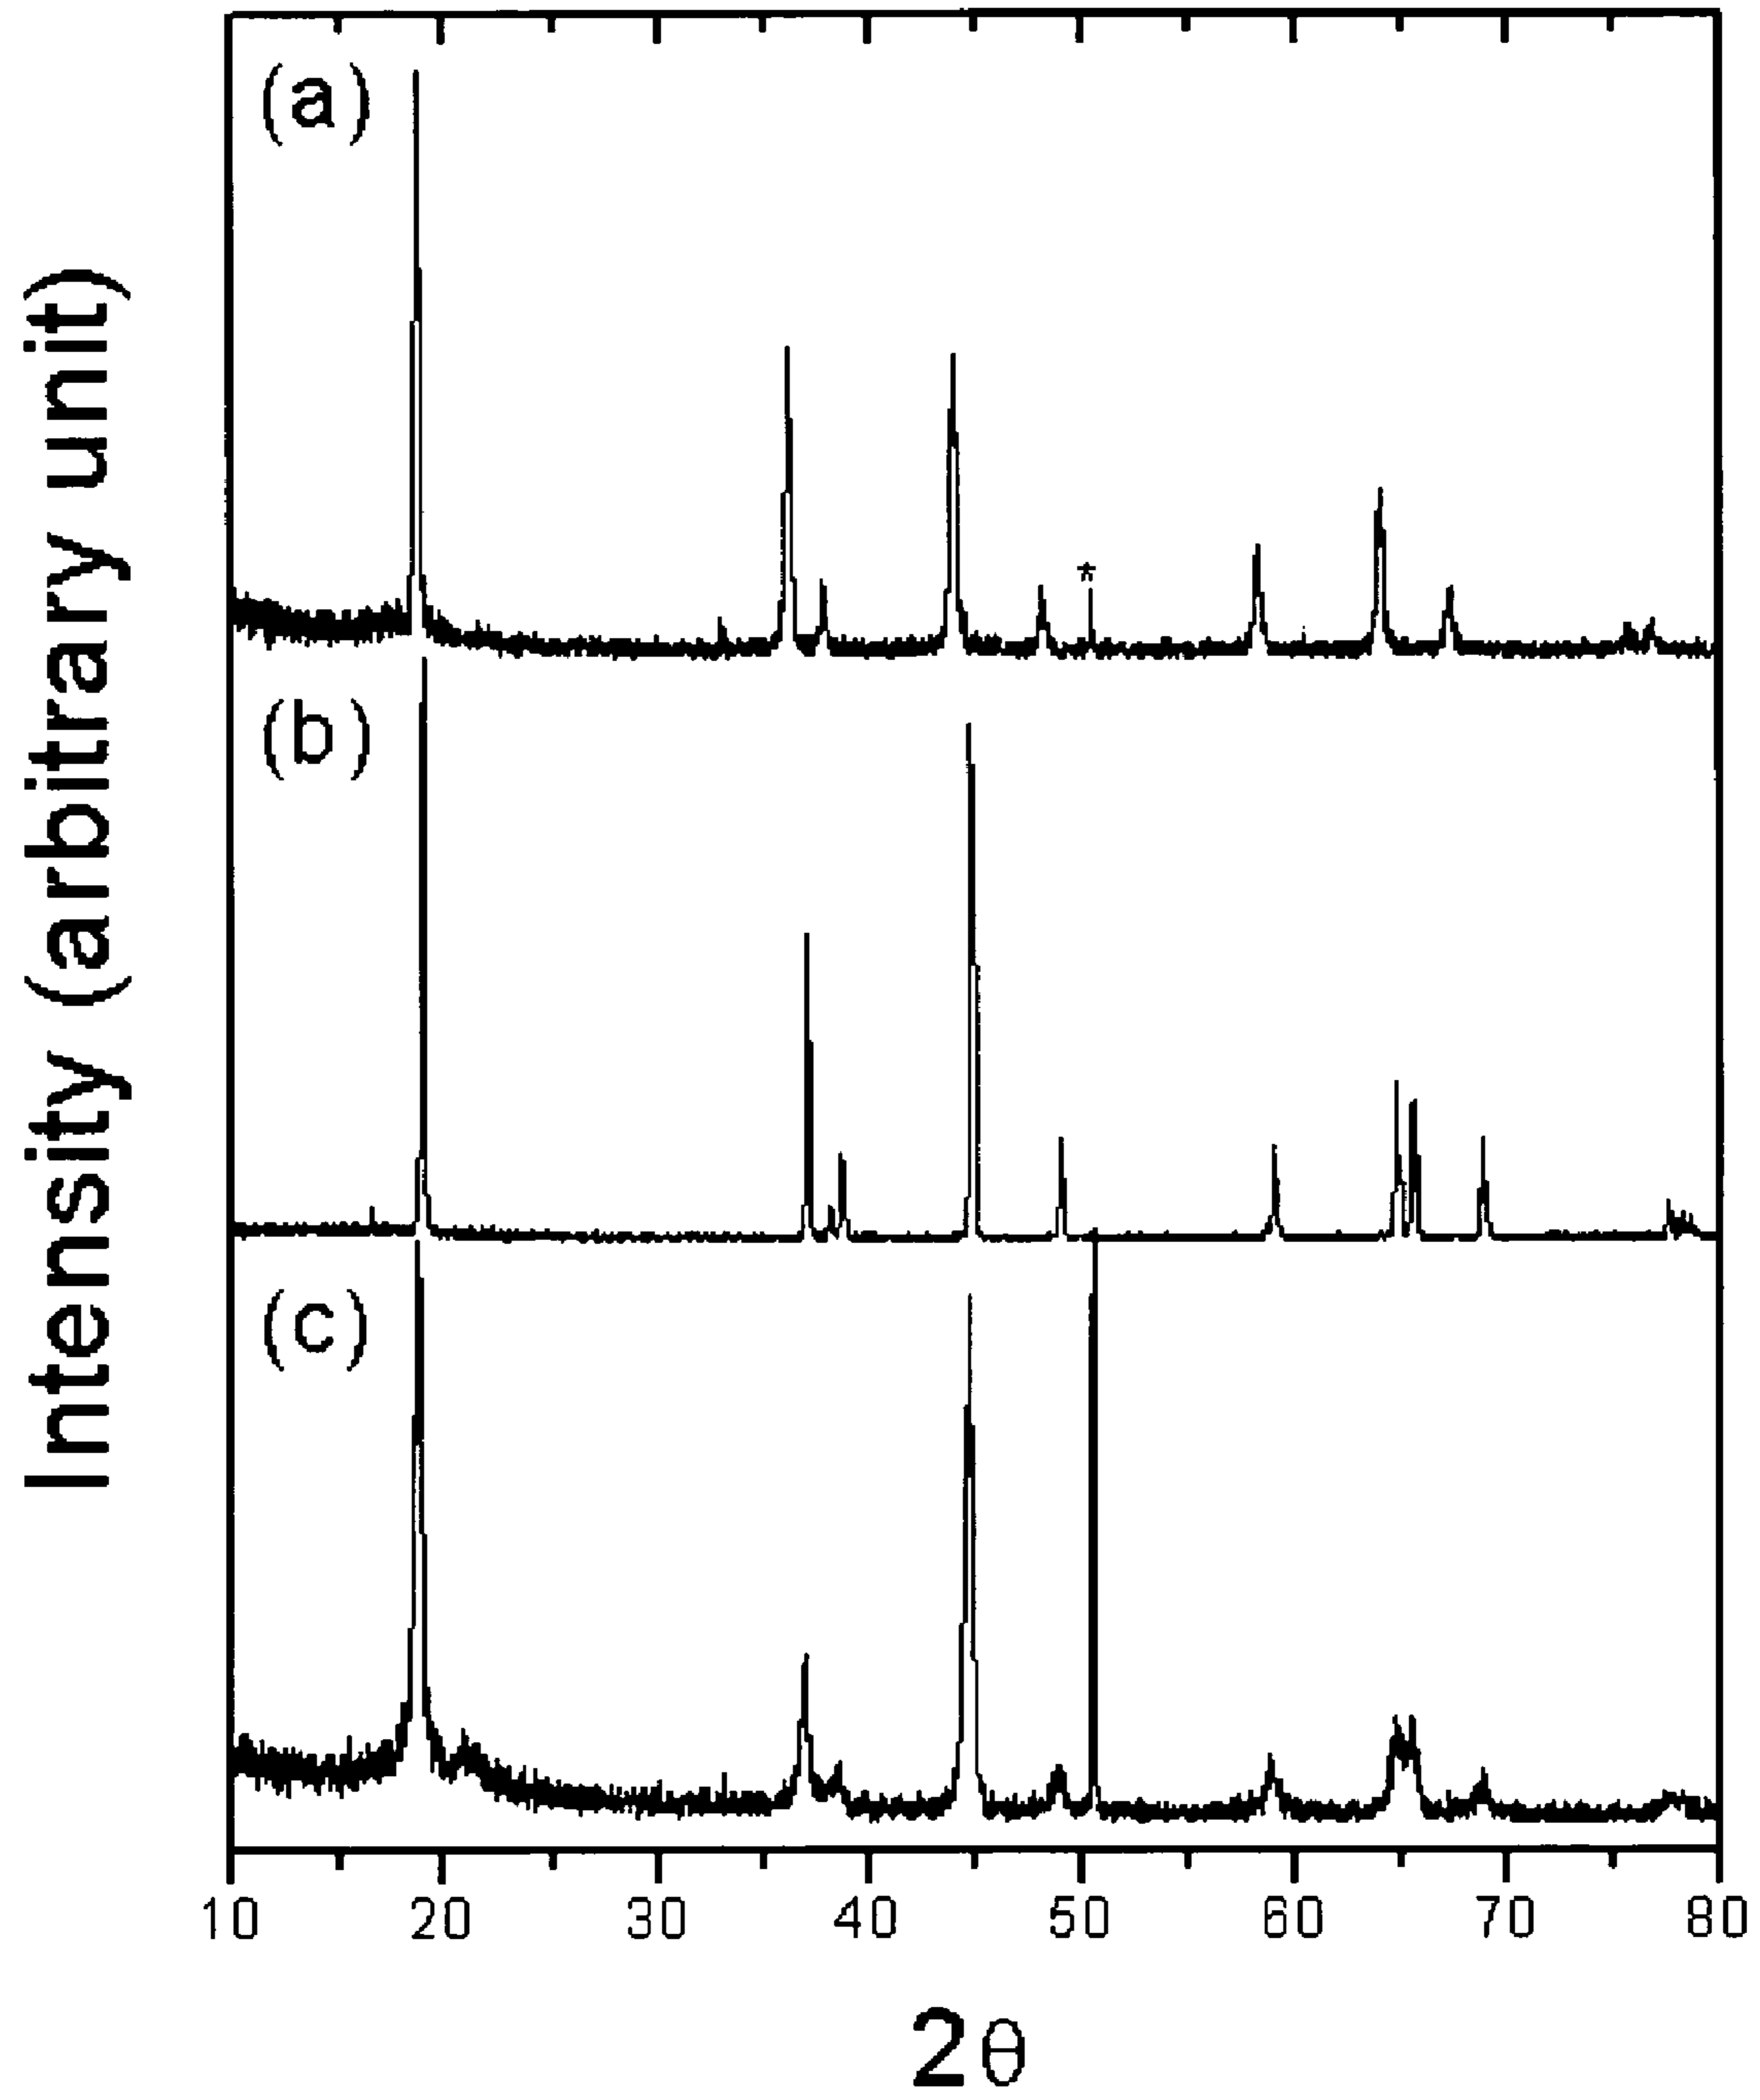 Intensity (arbitrary unit)
(a)
*
(b)
(c)
10 20 30 40 50 60 70 80
2θ